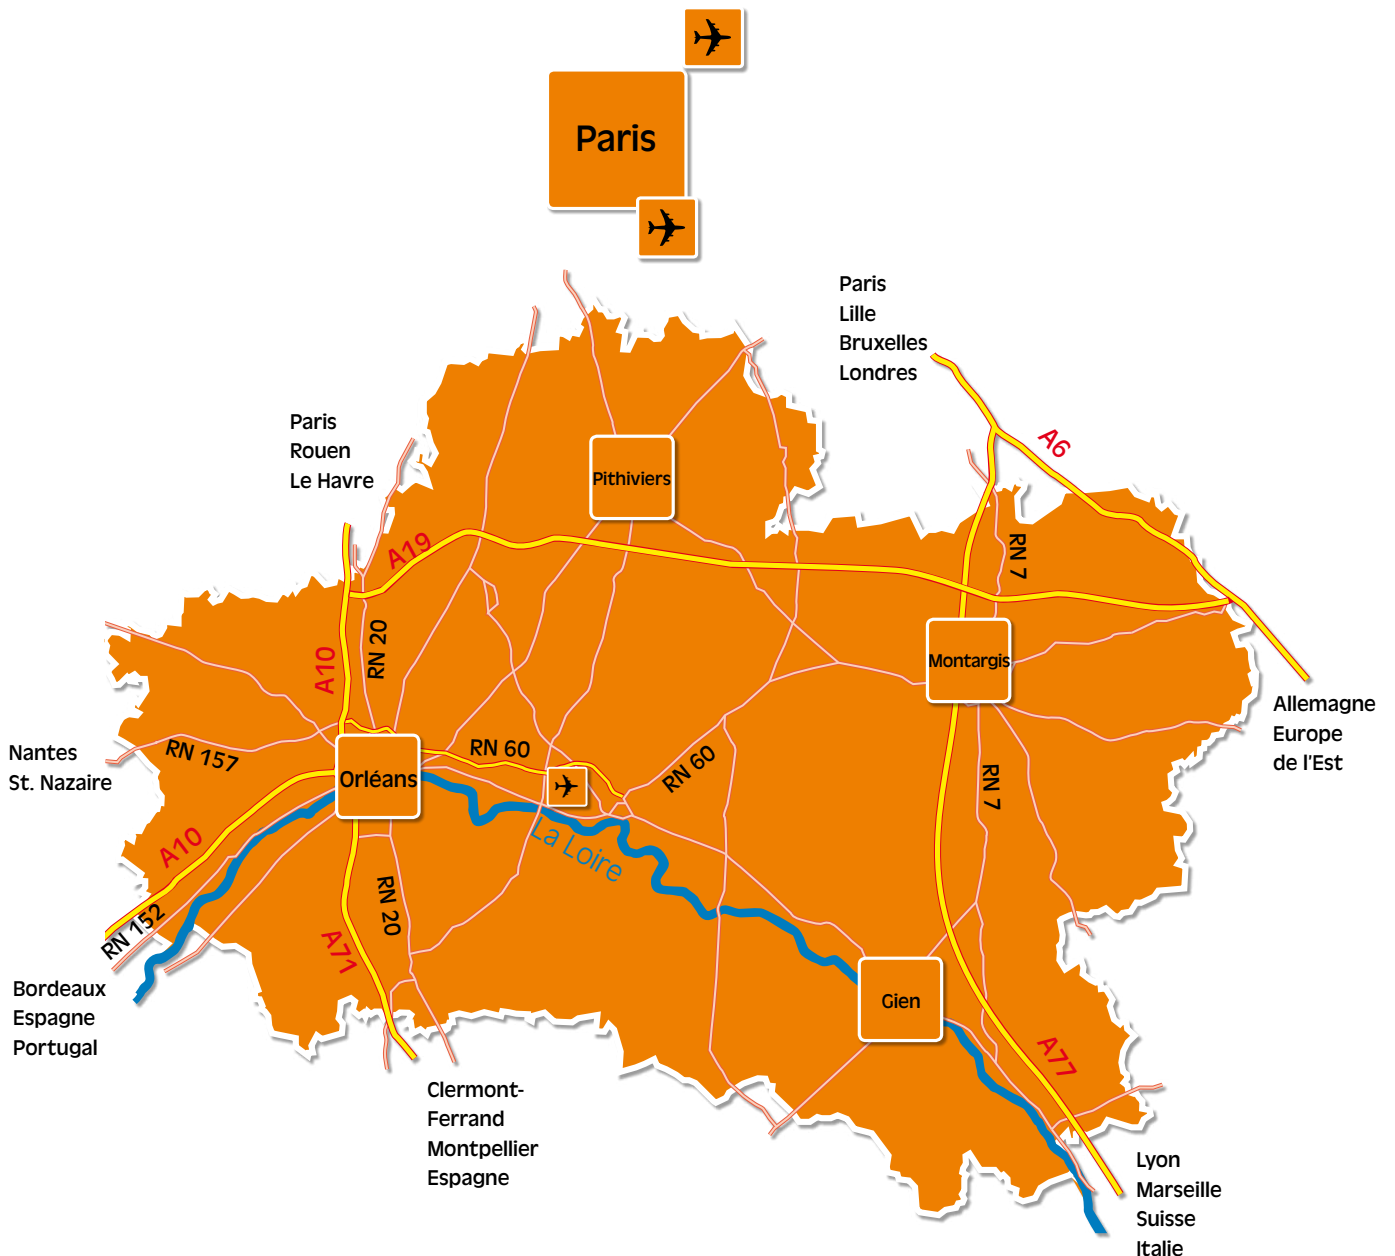 Paris
Paris
Lille
Bruxelles
Londres
A6
Paris
Rouen
Le Havre
Pithiviers
A19
RN 7
RN 20
A10
Montargis
Allemagne
Europe
de l'Est
Nantes
St. Nazaire
RN 157
Orléans
RN 60
RN 60
RN 7
A10
La Loire
RN 152
RN 20
A71
Bordeaux
Espagne
Portugal
Gien
A77
Clermont-
Ferrand
Montpellier
Espagne
Lyon
Marseille
Suisse
Italie